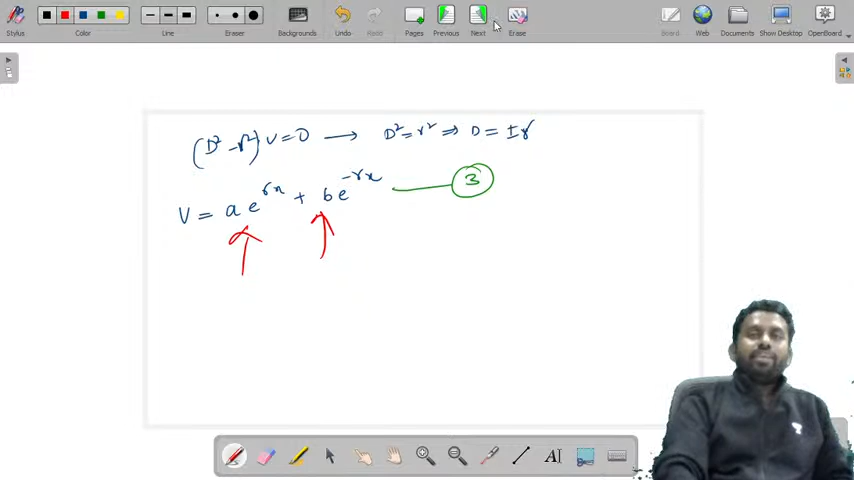 Stylus
Color
Line
Eraser
Backgrounds
Undo
Redo
Pages
Previous
Next
Erase
Board
Web
Documents
Show Desktop
OpenBoard
(D² - γ²) V = 0 → D² = γ² ⇒ D = ± γ
V = a e^γx + b e^-γx — 3
AI